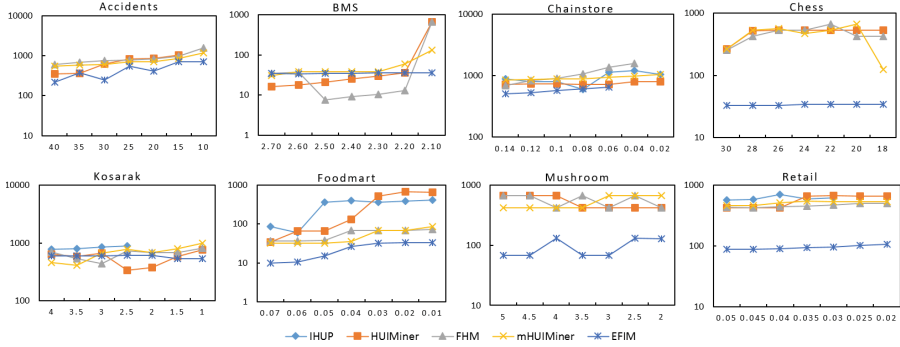 Accidents
10000
1000
100
10
40 35 30 25 20 15 10
BMS
1000
100
10
1
2.70 2.60 2.50 2.40 2.30 2.20 2.10
Chainstore
10000
1000
100
0.14 0.12 0.1 0.08 0.06 0.04 0.02
Chess
1000
100
10
30 28 26 24 22 20 18
Kosarak
10000
1000
100
4 3.5 3 2.5 2 1.5 1
Foodmart
1000
100
10
1
0.07 0.06 0.05 0.04 0.03 0.02 0.01
Mushroom
1000
100
10
5 4.5 4 3.5 3 2.5 2
Retail
1000
100
10
0.05 0.045 0.04 0.035 0.03 0.025 0.02
IHUP HUIMiner FHM mHUIMiner EFIM